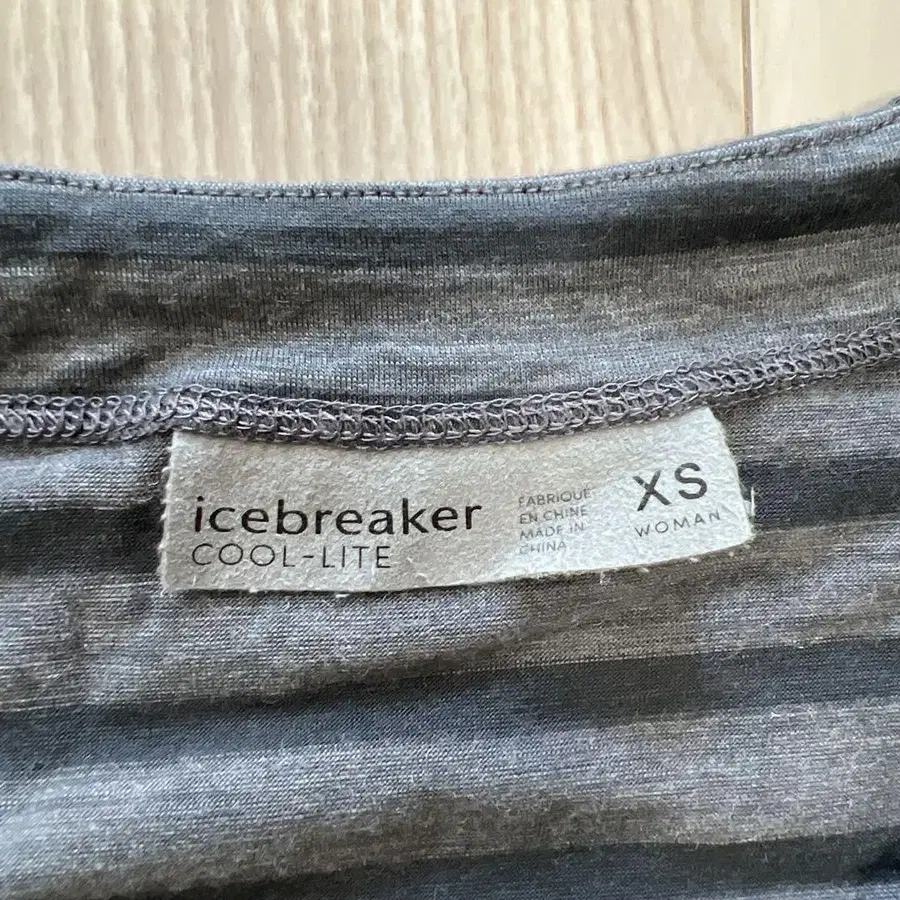 icebreaker
COOL-LITE
FABRIQUÉ
EN CHINE
MADE IN
CHINA
XS
WOMAN